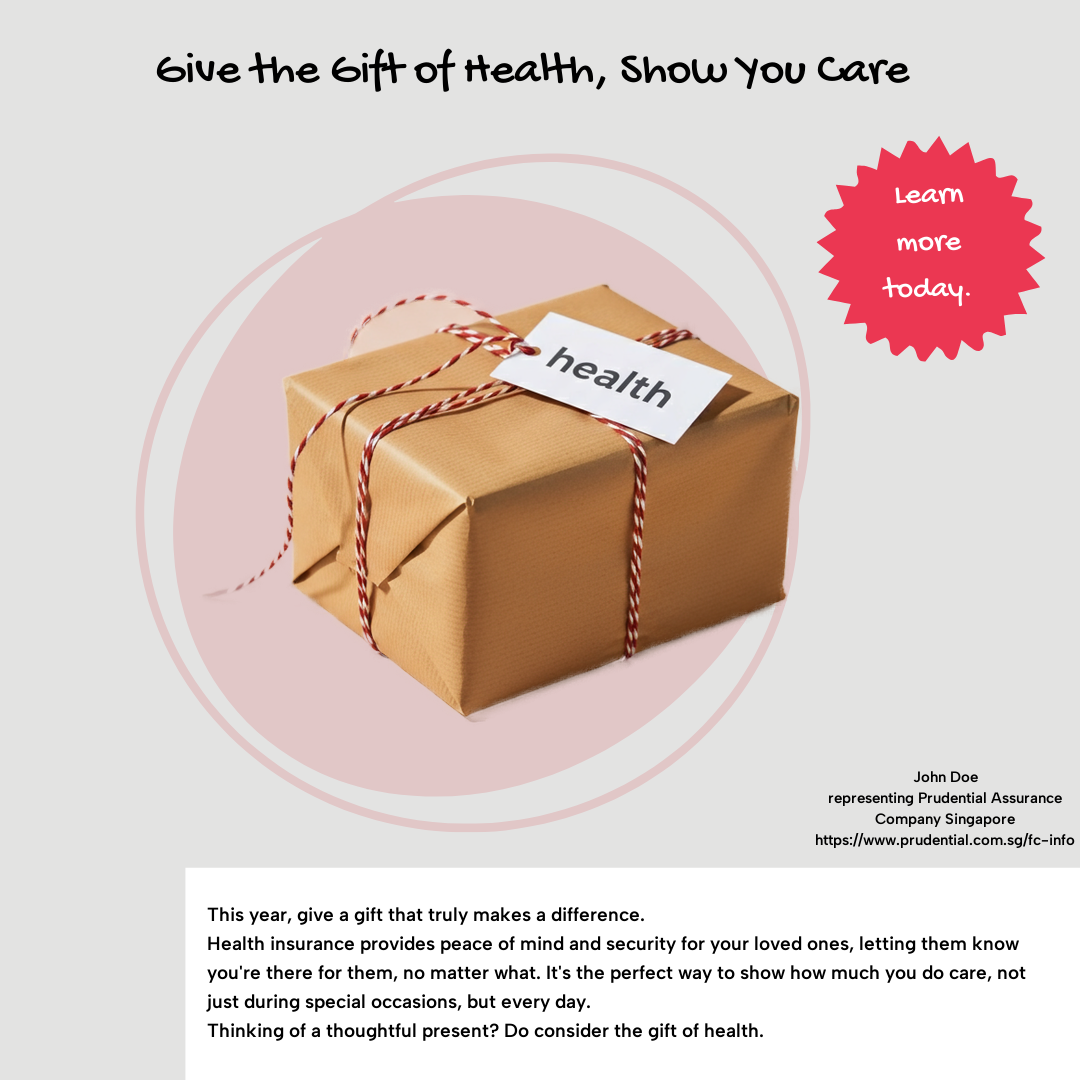 Give the Gift of Health, Show You Care
Learn
more
today.
health
John Doe
representing Prudential Assurance
Company Singapore
https://www.prudential.com.sg/fc-info
This year, give a gift that truly makes a difference.
Health insurance provides peace of mind and security for your loved ones, letting them know
you're there for them, no matter what. It's the perfect way to show how much you do care, not
just during special occasions, but every day.
Thinking of a thoughtful present? Do consider the gift of health.